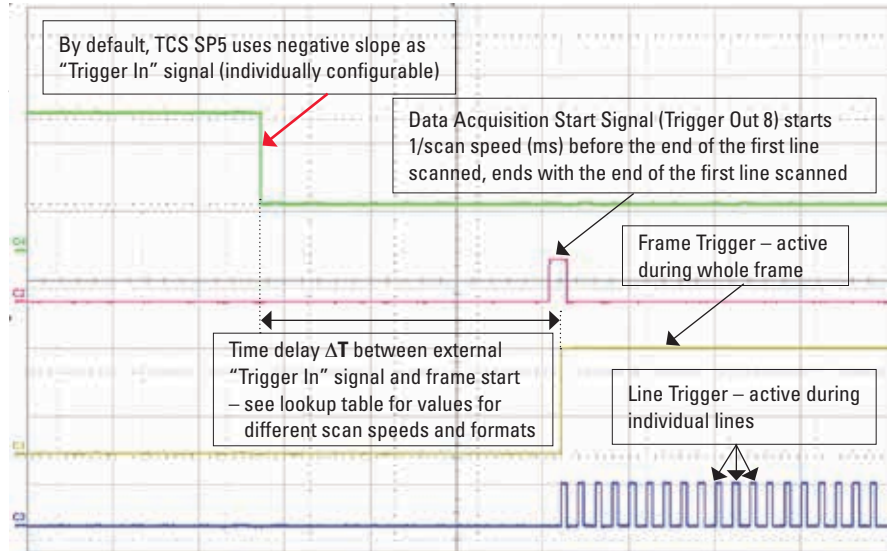 By default, TCS SP5 uses negative slope as
“Trigger In” signal (individually configurable)
Data Acquisition Start Signal (Trigger Out 8) starts
1/scan speed (ms) before the end of the first line
scanned, ends with the end of the first line scanned
Frame Trigger – active
during whole frame
Time delay ΔT between external
“Trigger In” signal and frame start
– see lookup table for values for
different scan speeds and formats
Line Trigger – active during
individual lines